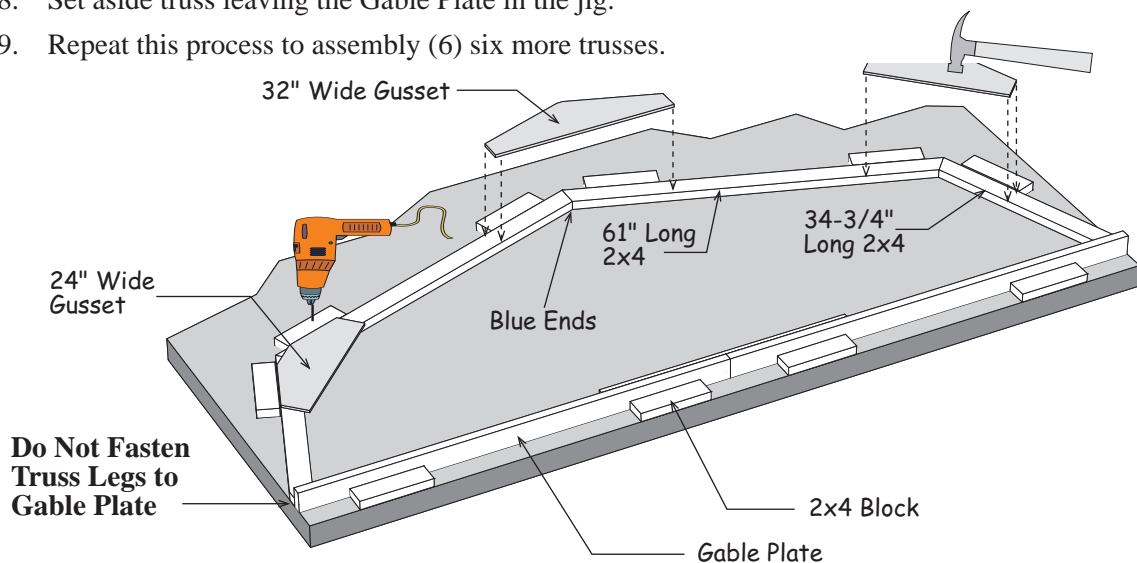 8. Set aside truss leaving the Gable Plate in the jig.
9. Repeat this process to assembly (6) six more trusses.
32" Wide Gusset
61" Long
2x4
34-3/4"
Long 2x4
24" Wide
Gusset
Blue Ends
Do Not Fasten
Truss Legs to
Gable Plate
2x4 Block
Gable Plate